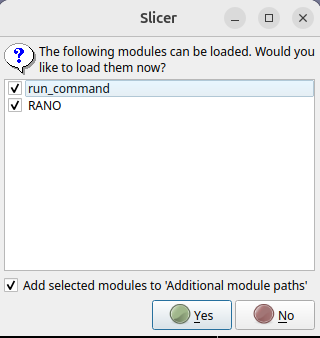 Slicer
The following modules can be loaded. Would you
like to load them now?
run_command
RANO
Add selected modules to 'Additional module paths'
Yes
No